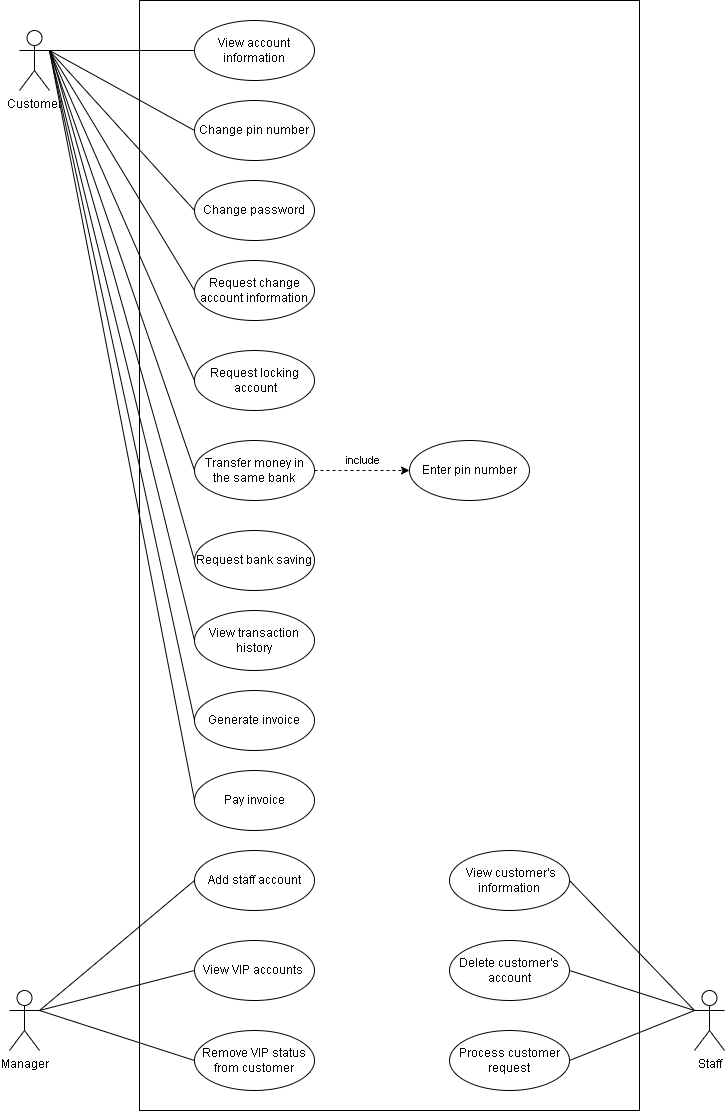 View account
information
Customer
Change pin number
Change password
Request change
account information
Request locking
account
Transfer money in
the same bank
include
Enter pin number
Request bank saving
View transaction
history
Generate invoice
Pay invoice
Add staff account
View customer's
information
View VIP accounts
Delete customer's
account
Manager
Remove VIP status
from customer
Process customer
request
Staff